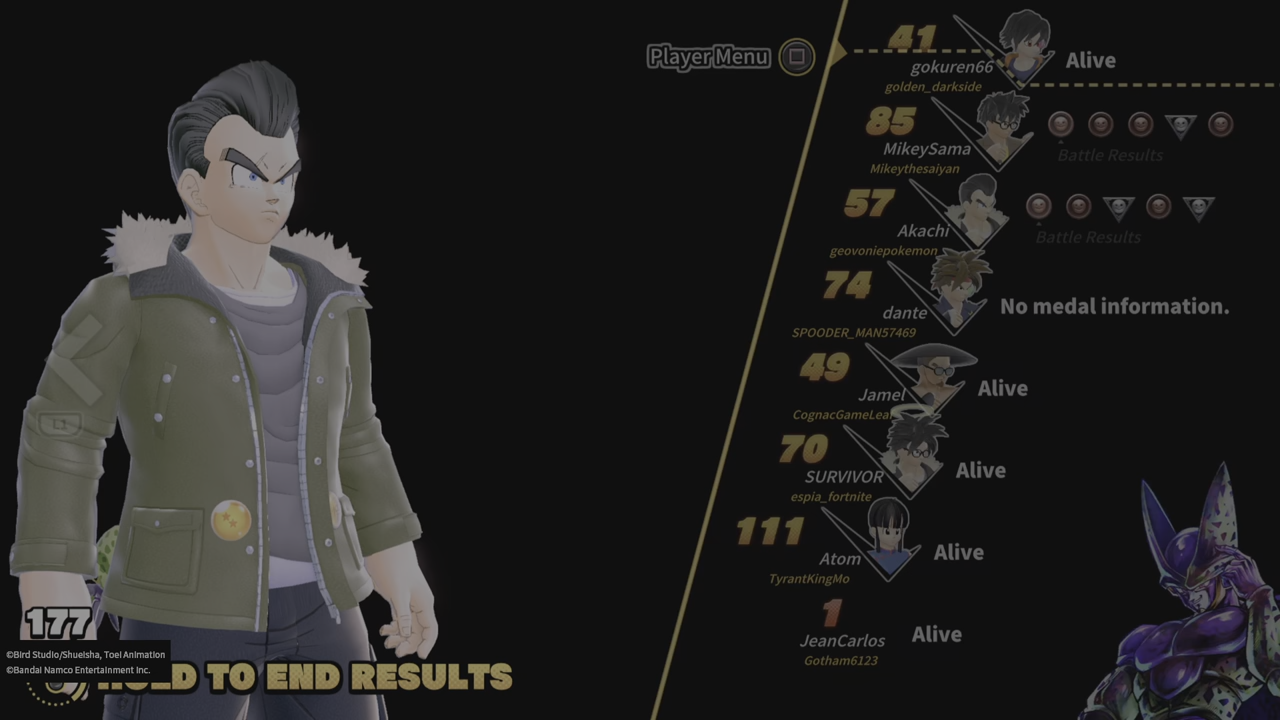 Player Menu
41
gokuren66
golden_darkside
Alive
85
MikeySama
Mikeythesaiyan
Battle Results
57
Akachi
geovoniepokemon
Battle Results
74
dante
SPOODER_MAN57469
No medal information.
49
Jamel
CognacGameLeaf
Alive
70
SURVIVOR
espia_fortnite
Alive
111
Atom
TyrantKingMo
Alive
1
JeanCarlos
Gotham6123
Alive
177
©Bird Studio/Shueisha, Toei Animation
©Bandai Namco Entertainment Inc.
HOLD TO END RESULTS